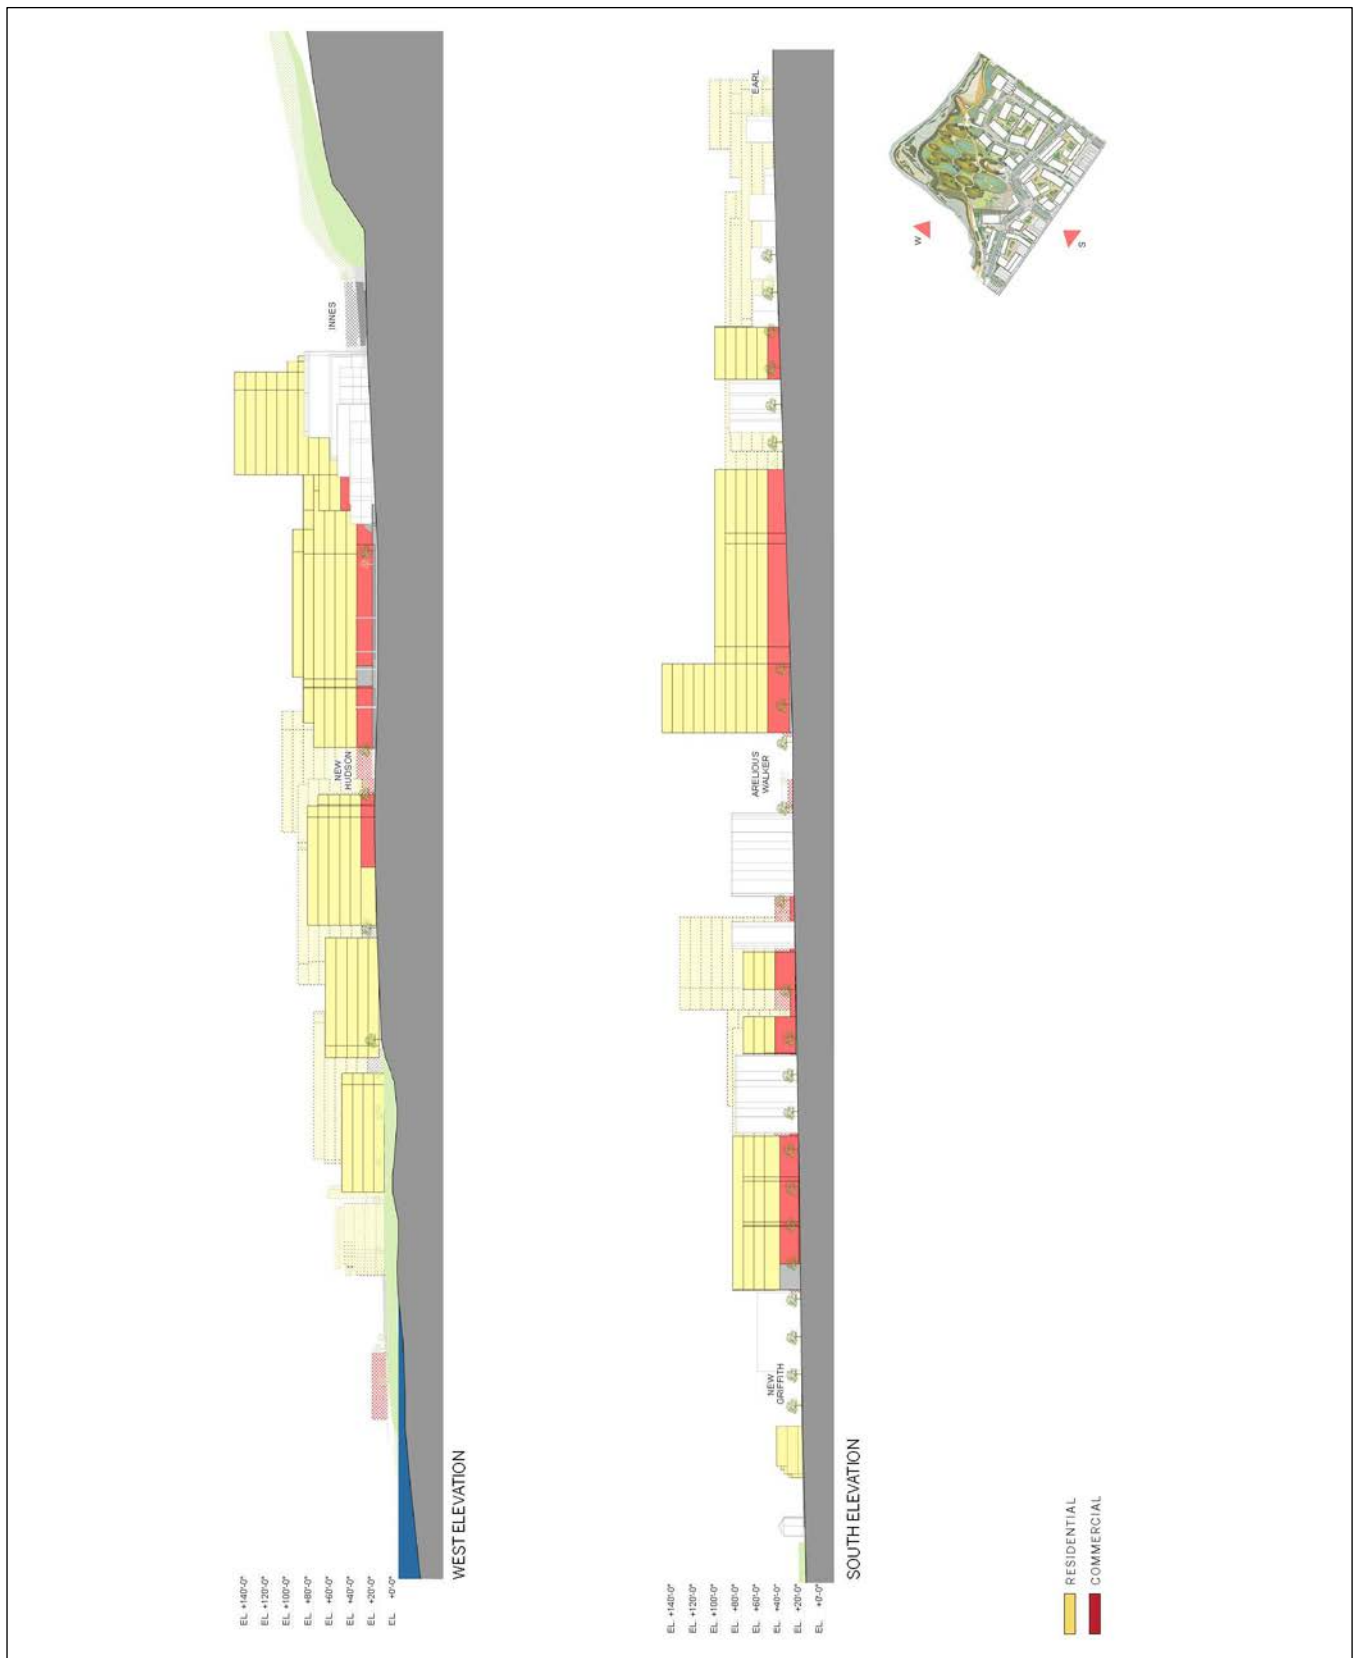 INNES
NEW
HUDSON
EL. +140'-0"
EL. +120'-0"
EL. +100'-0"
EL. +80'-0"
EL. +60'-0"
EL. +40'-0"
EL. +20'-0"
EL. +0'-0"
WEST ELEVATION
EARL
ARELIOUS
WALKER
NEW
GRIFFITH
EL. +140'-0"
EL. +120'-0"
EL. +100'-0"
EL. +80'-0"
EL. +60'-0"
EL. +40'-0"
EL. +20'-0"
EL. +0'-0"
SOUTH ELEVATION
W
S
RESIDENTIAL
COMMERCIAL